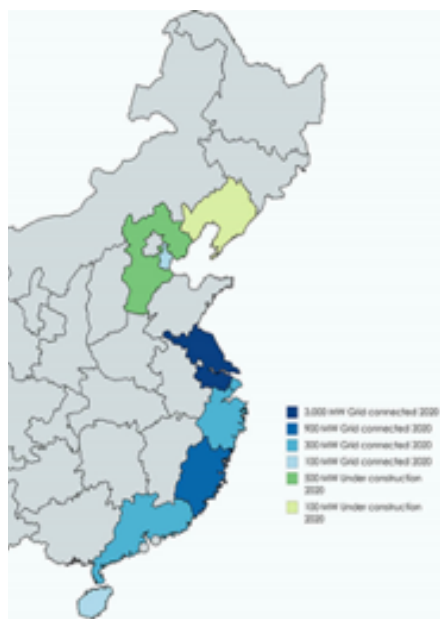 3,000 MW Grid connected 2020
900 MW Grid connected 2020
300 MW Grid connected 2020
100 MW Grid connected 2020
500 MW Under construction
2020
100 MW Under construction
2020